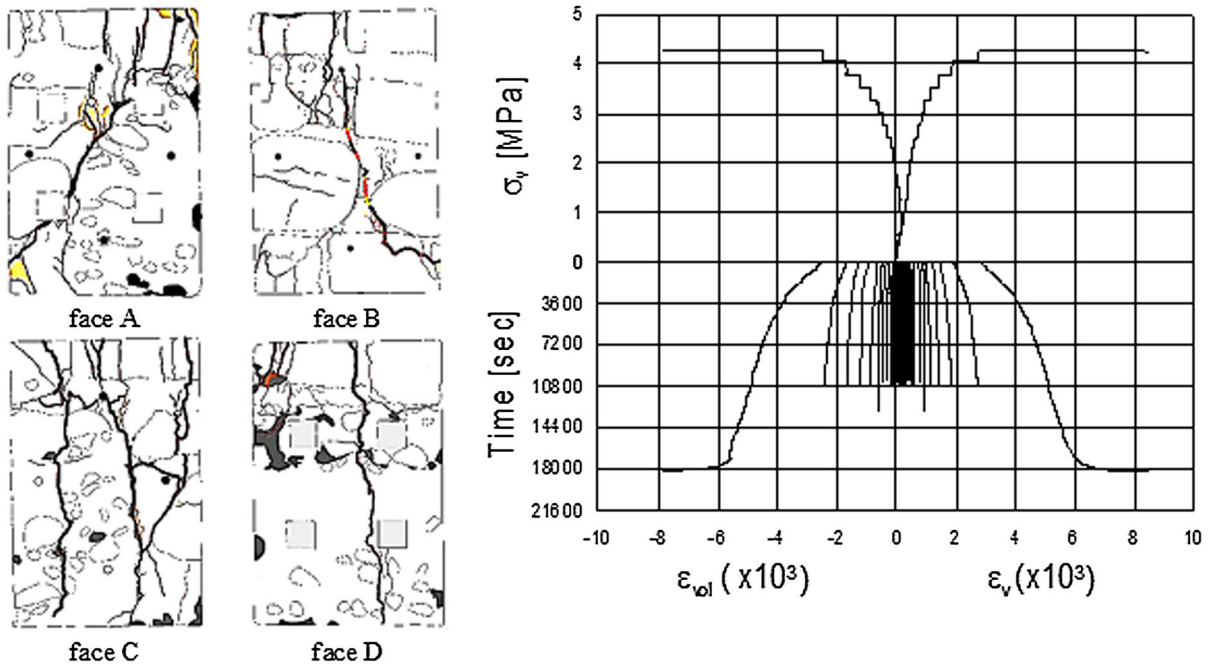 face A
face B
face C
face D
5
4
3
2
1
0
3600
7200
10800
14400
18000
21600
σv [MPa]
Time [sec]
-10
-8
-6
-4
-2
0
2
4
6
8
10
εvol (x10³)
εv (x10³)